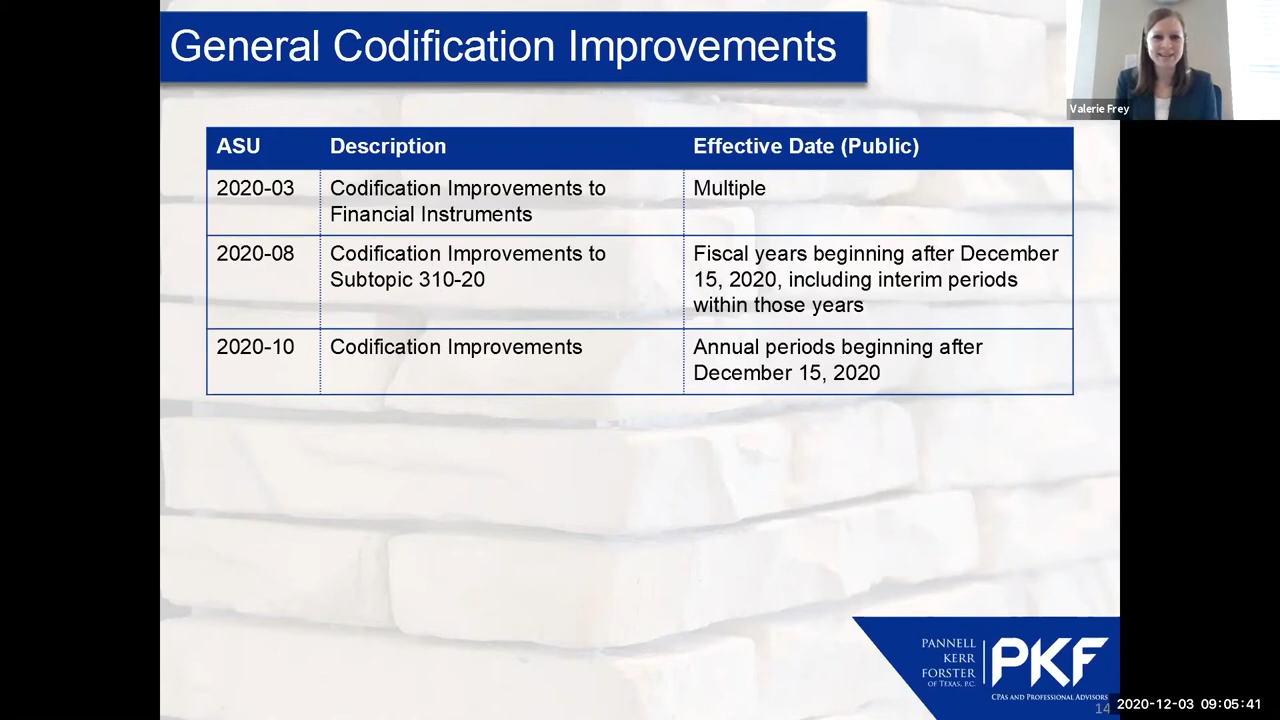 General Codification Improvements
Valerie Frey
ASU Description Effective Date (Public)
2020-03 Codification Improvements to Multiple
Financial Instruments
2020-08 Codification Improvements to Fiscal years beginning after December
Subtopic 310-20 15, 2020, including interim periods
within those years
2020-10 Codification Improvements Annual periods beginning after
December 15, 2020
PANNELL
KERR
FORSTER
OF TEXAS, P.C.
PKF
CPAS AND PROFESSIONAL ADVISORS
14
2020-12-03 09:05:41